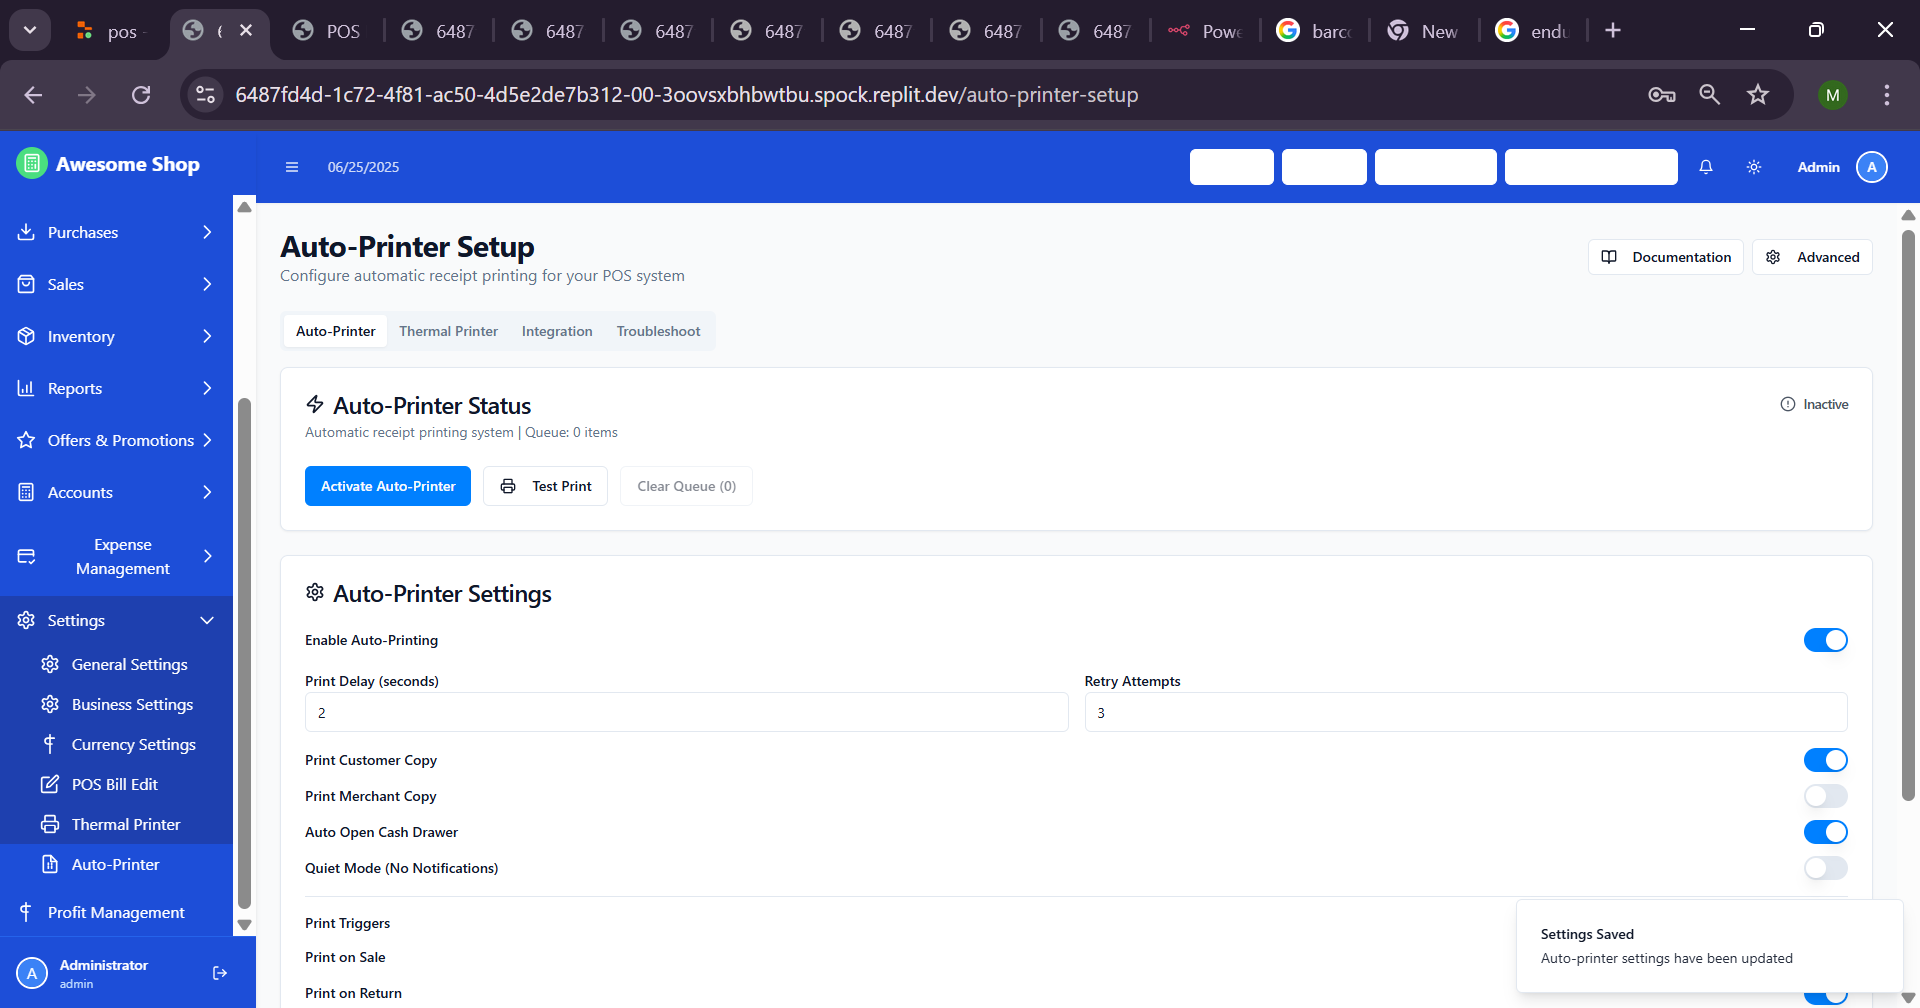 pos
6
POS
6487
6487
6487
6487
6487
6487
6487
Powe
barco
New
endu
6487fd4d-1c72-4f81-ac50-4d5e2de7b312-00-3oovsxbhbwtbu.spock.replit.dev/auto-printer-setup
M
Awesome Shop
06/25/2025
Admin
A
Purchases
Sales
Inventory
Reports
Offers & Promotions
Accounts
Expense
Management
Settings
General Settings
Business Settings
Currency Settings
POS Bill Edit
Thermal Printer
Auto-Printer
Profit Management
A
Administrator
admin
Auto-Printer Setup
Configure automatic receipt printing for your POS system
Documentation
Advanced
Auto-Printer
Thermal Printer
Integration
Troubleshoot
Auto-Printer Status
Inactive
Automatic receipt printing system | Queue: 0 items
Activate Auto-Printer
Test Print
Clear Queue (0)
Auto-Printer Settings
Enable Auto-Printing
Print Delay (seconds)
Retry Attempts
2
3
Print Customer Copy
Print Merchant Copy
Auto Open Cash Drawer
Quiet Mode (No Notifications)
Print Triggers
Print on Sale
Print on Return
Settings Saved
Auto-printer settings have been updated